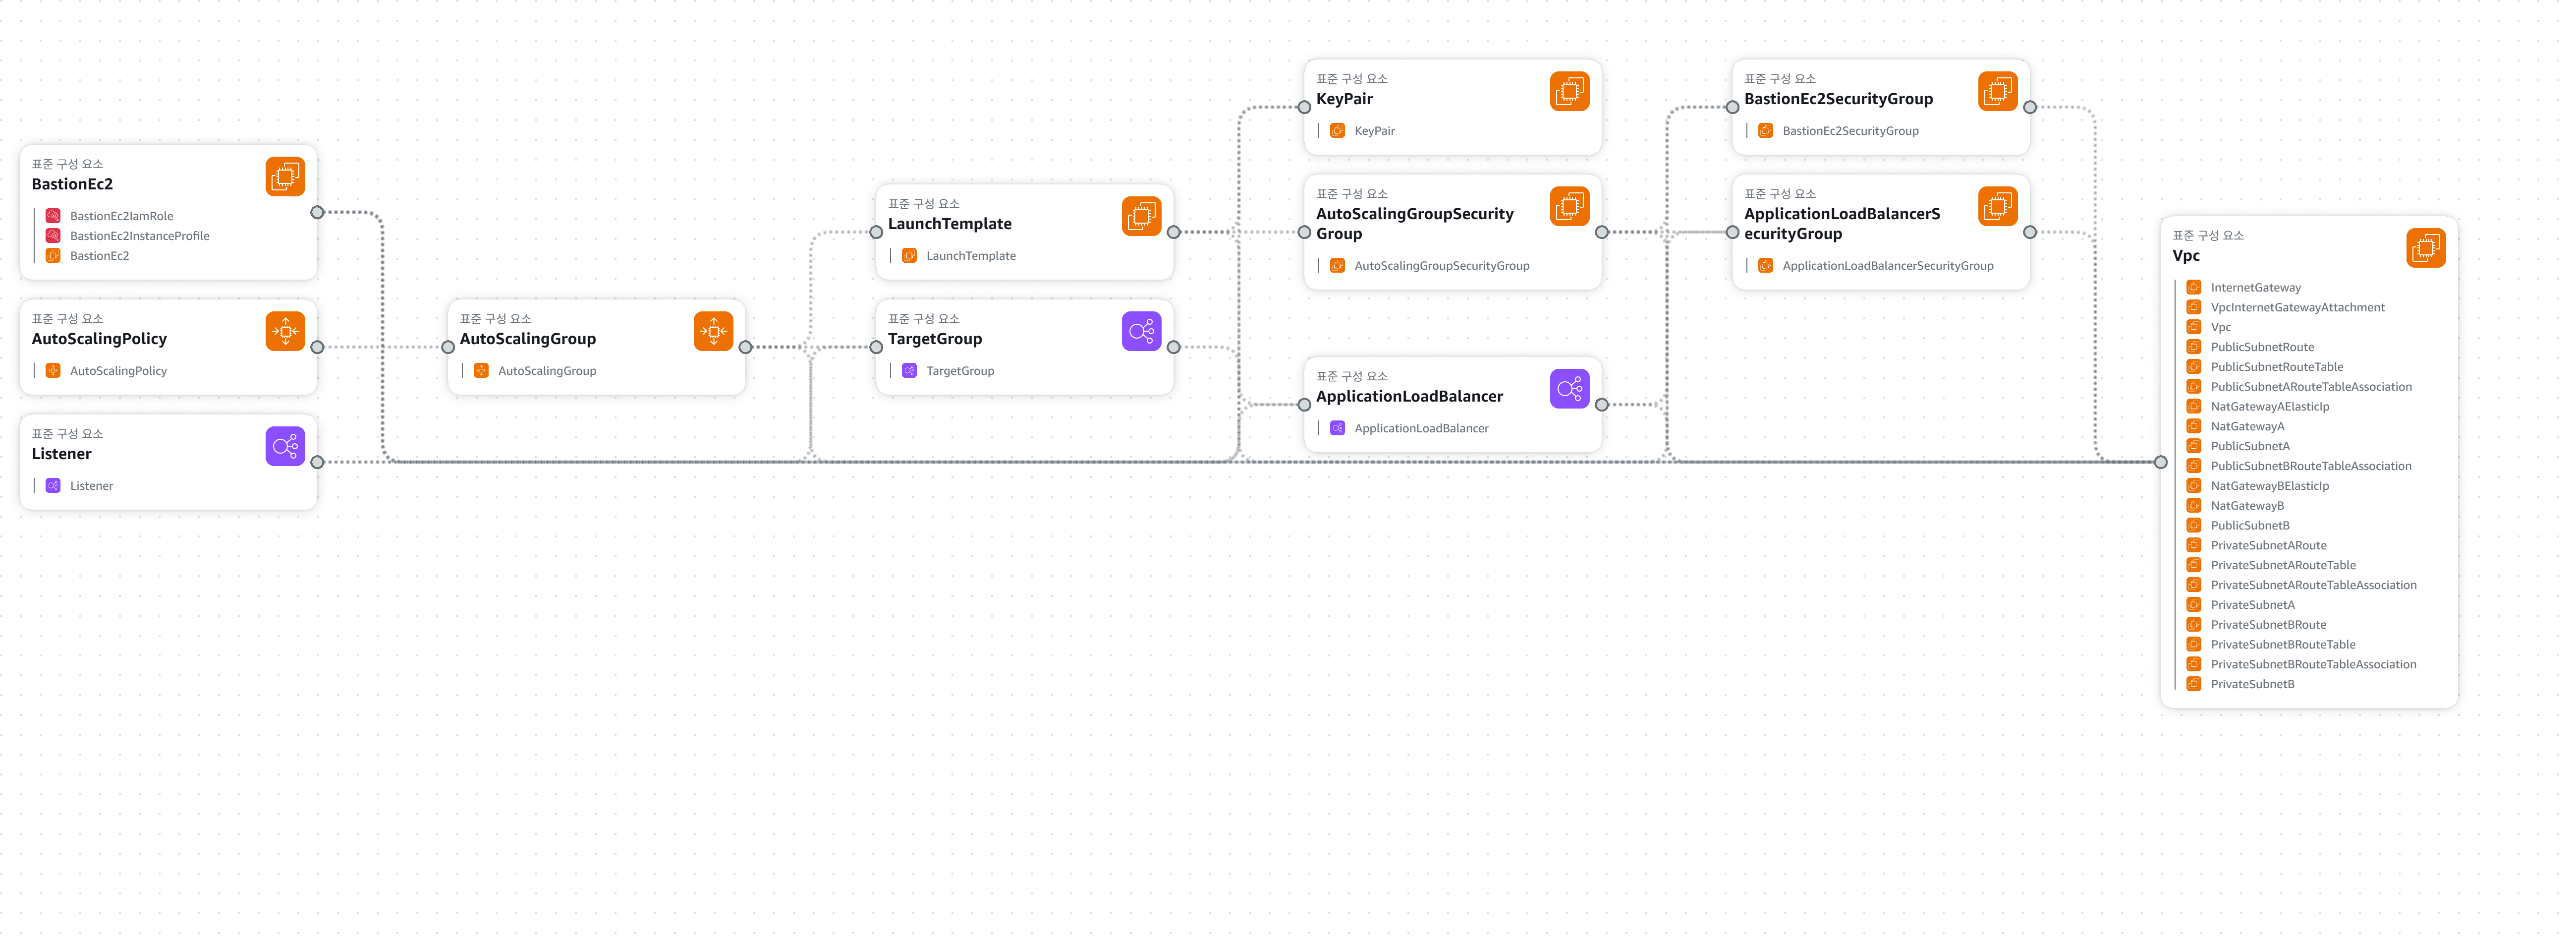 표준 구성 요소
BastionEc2
BastionEc2IamRole
BastionEc2InstanceProfile
BastionEc2
표준 구성 요소
AutoScalingPolicy
AutoScalingPolicy
표준 구성 요소
Listener
Listener
표준 구성 요소
AutoScalingGroup
AutoScalingGroup
표준 구성 요소
LaunchTemplate
LaunchTemplate
표준 구성 요소
TargetGroup
TargetGroup
표준 구성 요소
KeyPair
KeyPair
표준 구성 요소
AutoScalingGroupSecurity
Group
AutoScalingGroupSecurityGroup
표준 구성 요소
ApplicationLoadBalancer
ApplicationLoadBalancer
표준 구성 요소
BastionEc2SecurityGroup
BastionEc2SecurityGroup
표준 구성 요소
ApplicationLoadBalancerS
ecurityGroup
ApplicationLoadBalancerSecurityGroup
표준 구성 요소
Vpc
InternetGateway
VpcInternetGatewayAttachment
Vpc
PublicSubnetRoute
PublicSubnetRouteTable
PublicSubnetARouteTableAssociation
NatGatewayAElasticIp
NatGatewayA
PublicSubnetA
PublicSubnetBRouteTableAssociation
NatGatewayBElasticIp
NatGatewayB
PublicSubnetB
PrivateSubnetARoute
PrivateSubnetARouteTable
PrivateSubnetARouteTableAssociation
PrivateSubnetA
PrivateSubnetBRoute
PrivateSubnetBRouteTable
PrivateSubnetBRouteTableAssociation
PrivateSubnetB